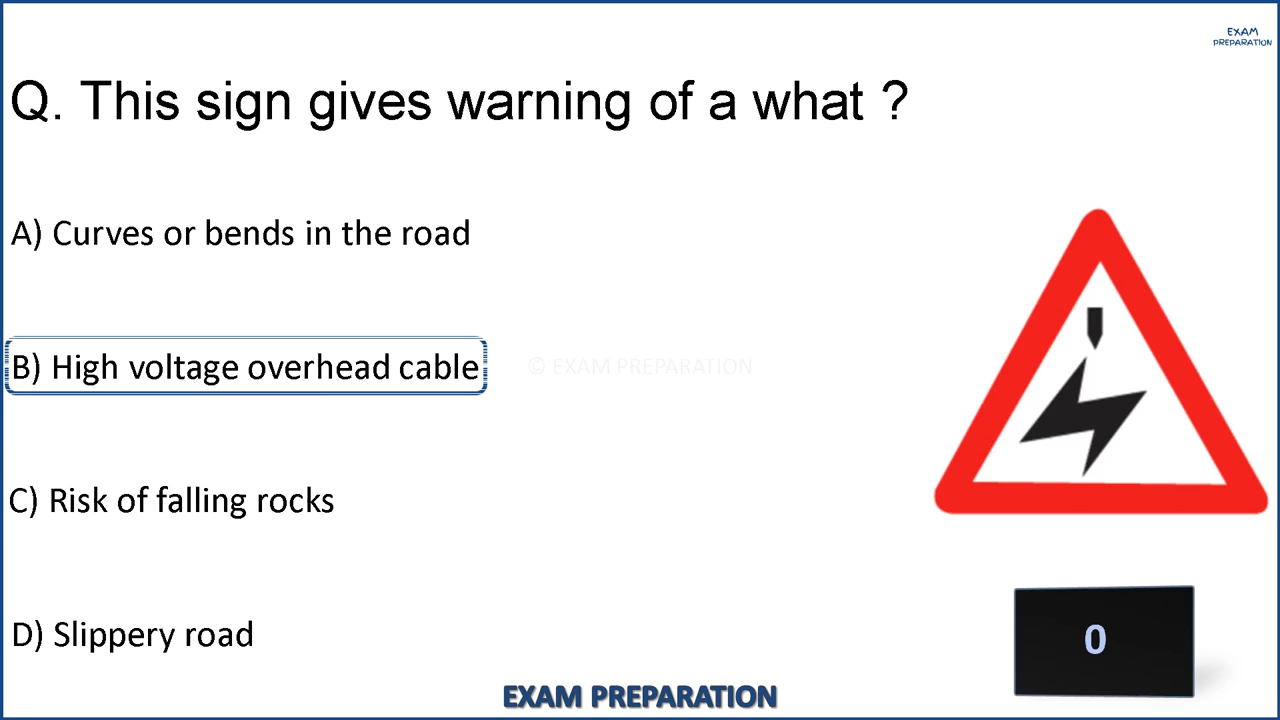 EXAM
PREPARATION
Q. This sign gives warning of a what ?
A) Curves or bends in the road
B) High voltage overhead cable
© EXAM PREPARATION
C) Risk of falling rocks
D) Slippery road
0
EXAM PREPARATION